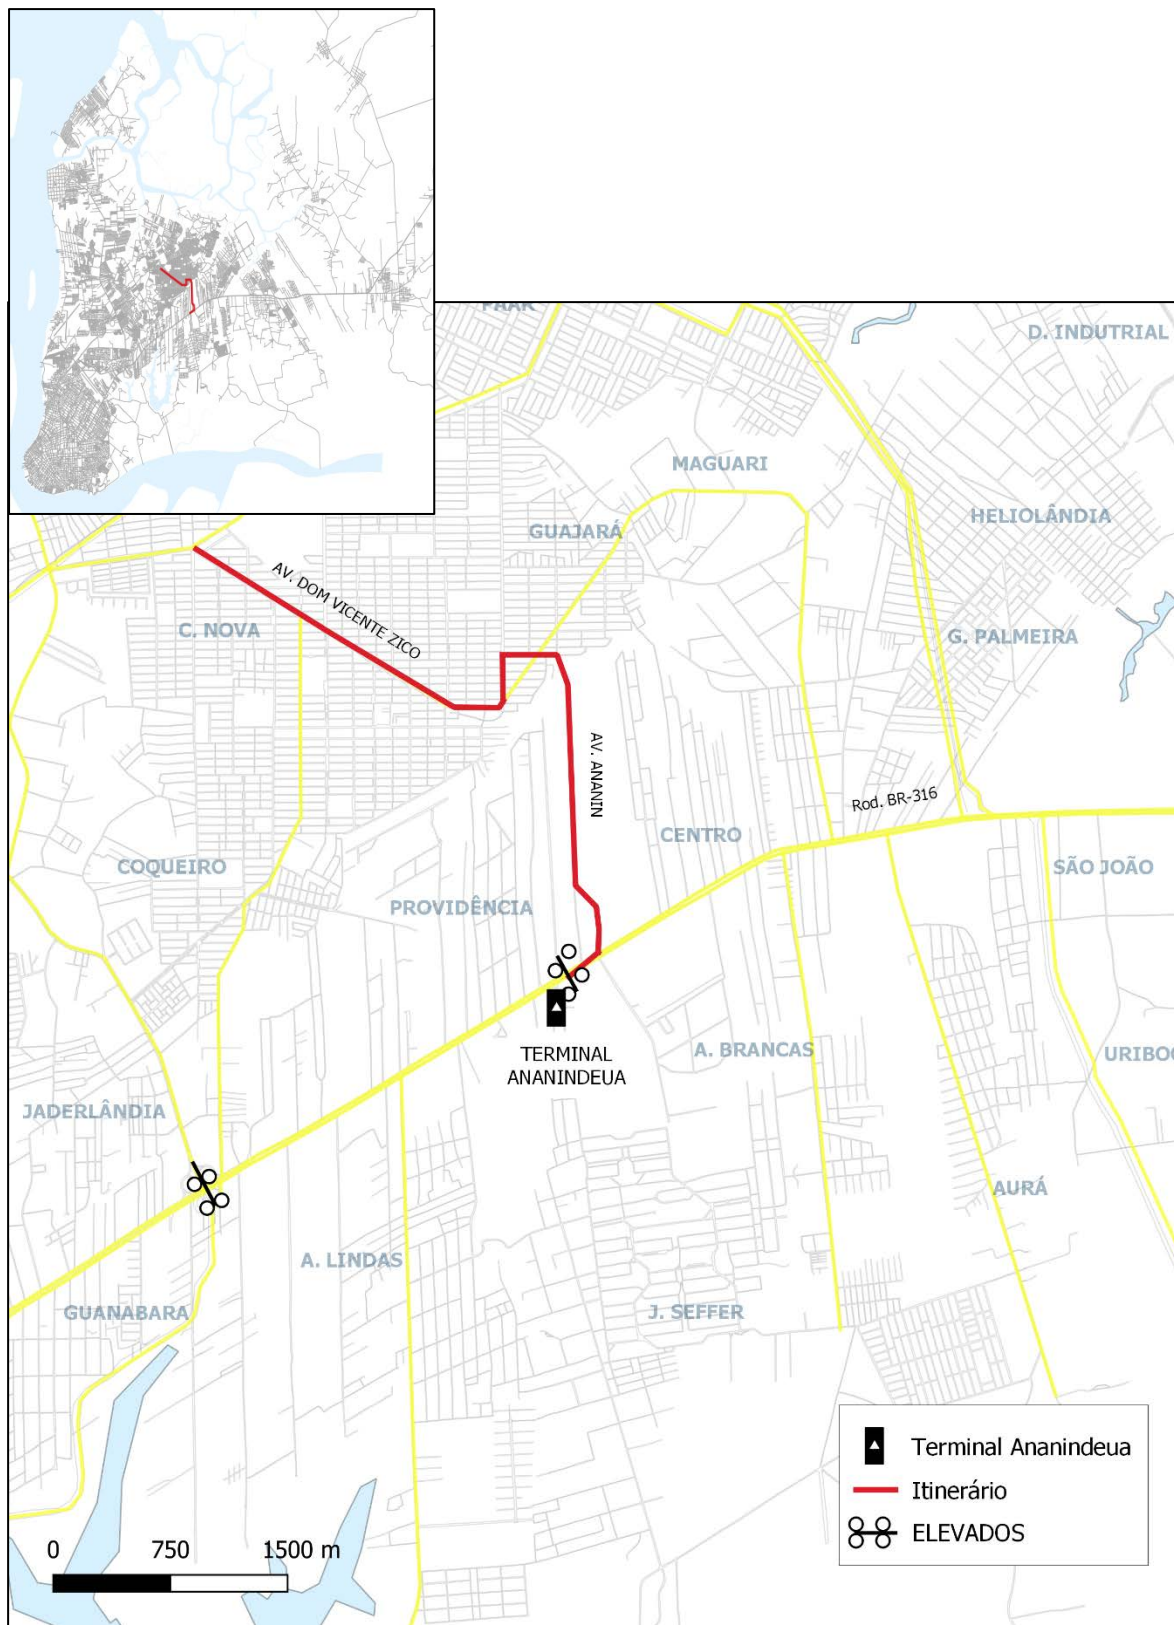 PAAR
D. INDUTRIAL
MAGUARI
HELIOLÂNDIA
GUAJARÁ
AV. DOM VICENTE ZICO
C. NOVA
G. PALMEIRA
AV. ANANIN
Rod. BR-316
CENTRO
COQUEIRO
SÃO JOÃO
PROVIDÊNCIA
TERMINAL
ANANINDEUA
A. BRANCAS
URIBOC
JADERLÂNDIA
AURÁ
A. LINDAS
GUANABARA
J. SEFFER
Terminal Ananindeua
Itinerário
ELEVADOS
0 750 1500 m